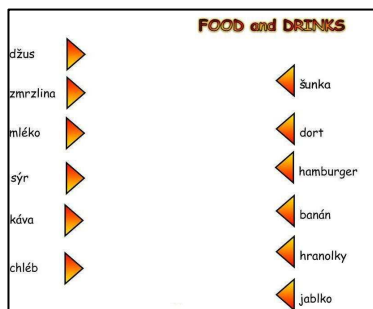 FOOD and DRINKS
džus
zmrzlina
mléko
sýr
káva
chléb
šunka
dort
hamburger
banán
hranolky
jablko